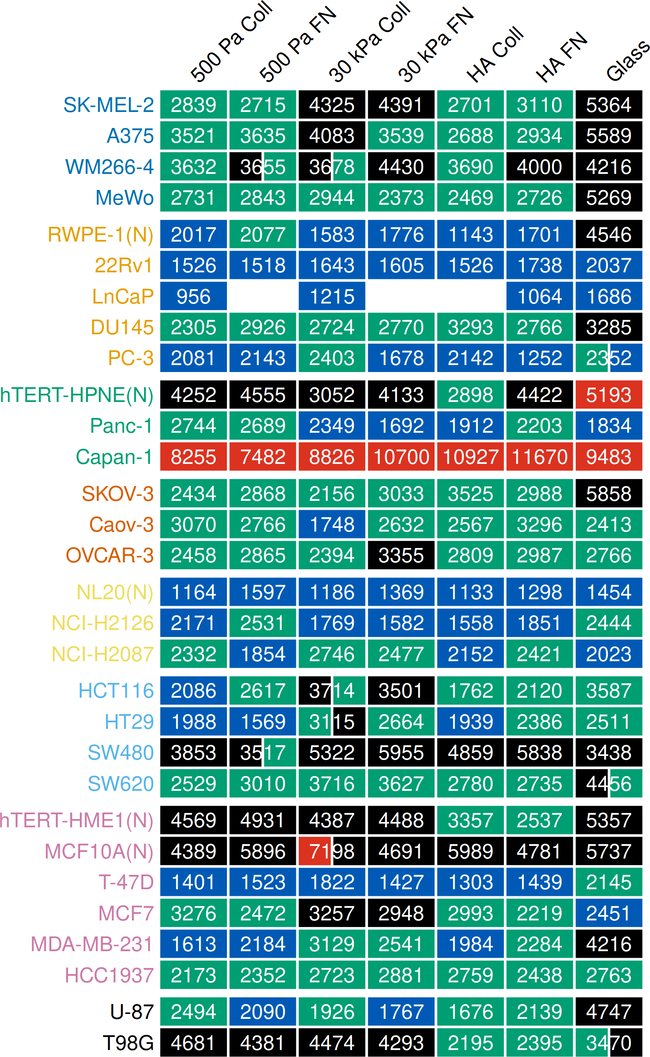 500 Pa Coll 500 Pa FN 30 kPa Coll 30 kPa FN HA Coll HA FN Glass
SK-MEL-2 2839 2715 4325 4391 2701 3110 5364
A375 3521 3635 4083 3539 2688 2934 5589
WM266-4 3632 3655 3678 4430 3690 4000 4216
MeWo 2731 2843 2944 2373 2469 2726 5269
RWPE-1(N) 2017 2077 1583 1776 1143 1701 4546
22Rv1 1526 1518 1643 1605 1526 1738 2037
LnCaP 956 1215 1064 1686
DU145 2305 2926 2724 2770 3293 2766 3285
PC-3 2081 2143 2403 1678 2142 1252 2352
hTERT-HPNE(N) 4252 4555 3052 4133 2898 4422 5193
Panc-1 2744 2689 2349 1692 1912 2203 1834
Capan-1 8255 7482 8826 10700 10927 11670 9483
SKOV-3 2434 2868 2156 3033 3525 2988 5858
Caov-3 3070 2766 1748 2632 2567 3296 2413
OVCAR-3 2458 2865 2394 3355 2809 2987 2766
NL20(N) 1164 1597 1186 1369 1133 1298 1454
NCI-H2126 2171 2531 1769 1582 1558 1851 2444
NCI-H2087 2332 1854 2746 2477 2152 2421 2023
HCT116 2086 2617 3714 3501 1762 2120 3587
HT29 1988 1569 3115 2664 1939 2386 2511
SW480 3853 3517 5322 5955 4859 5838 3438
SW620 2529 3010 3716 3627 2780 2735 4456
hTERT-HME1(N) 4569 4931 4387 4488 3357 2537 5357
MCF10A(N) 4389 5896 7198 4691 5989 4781 5737
T-47D 1401 1523 1822 1427 1303 1439 2145
MCF7 3276 2472 3257 2948 2993 2219 2451
MDA-MB-231 1613 2184 3129 2541 1984 2284 4216
HCC1937 2173 2352 2723 2881 2759 2438 2763
U-87 2494 2090 1926 1767 1676 2139 4747
T98G 4681 4381 4474 4293 2195 2395 3470